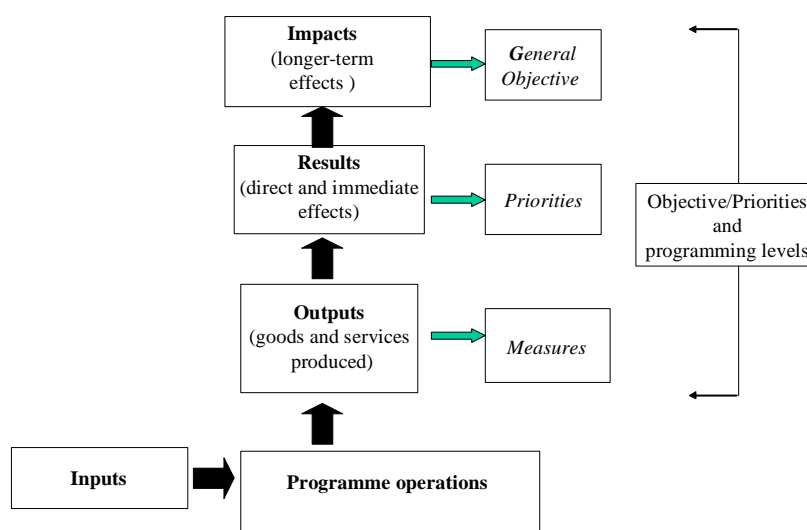 Impacts
(longer-term
effects )
General
Objective
Results
(direct and immediate
effects)
Priorities
Objective/Priorities
and
programming levels
Outputs
(goods and services
produced)
Measures
Inputs
Programme operations